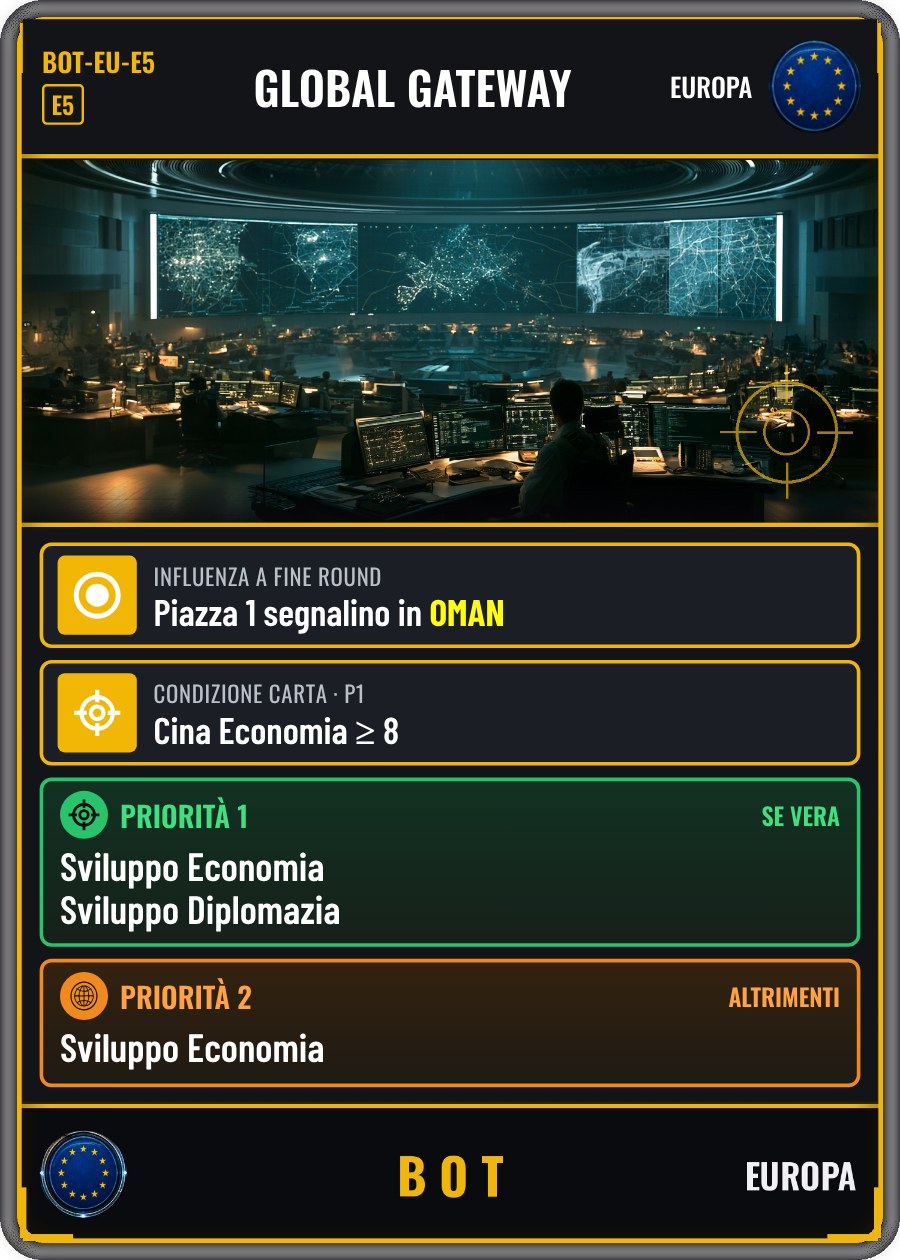 BOT-EU-E5
E5
GLOBAL GATEWAY
EUROPA
INFLUENZA A FINE ROUND
Piazza 1 segnalino in OMAN
CONDIZIONE CARTA · P1
Cina Economia ≥ 8
PRIORITÀ 1
SE VERA
Sviluppo Economia
Sviluppo Diplomazia
PRIORITÀ 2
ALTRIMENTI
Sviluppo Economia
BOT
EUROPA